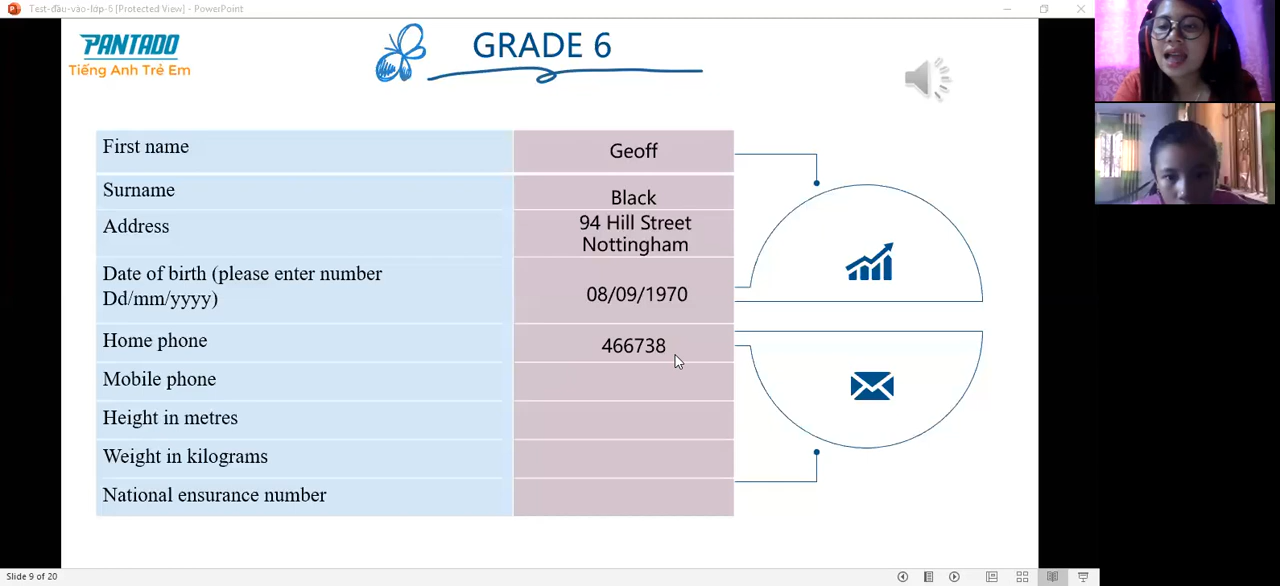 Test-đầu-vào-lớp-6 [Protected View] - PowerPoint
PANTADO
Tiếng Anh Trẻ Em
GRADE 6
First name
Geoff
Surname
Black
Address
94 Hill Street
Nottingham
Date of birth (please enter number
Dd/mm/yyyy)
08/09/1970
Home phone
466738
Mobile phone
Height in metres
Weight in kilograms
National ensurance number
Slide 9 of 20